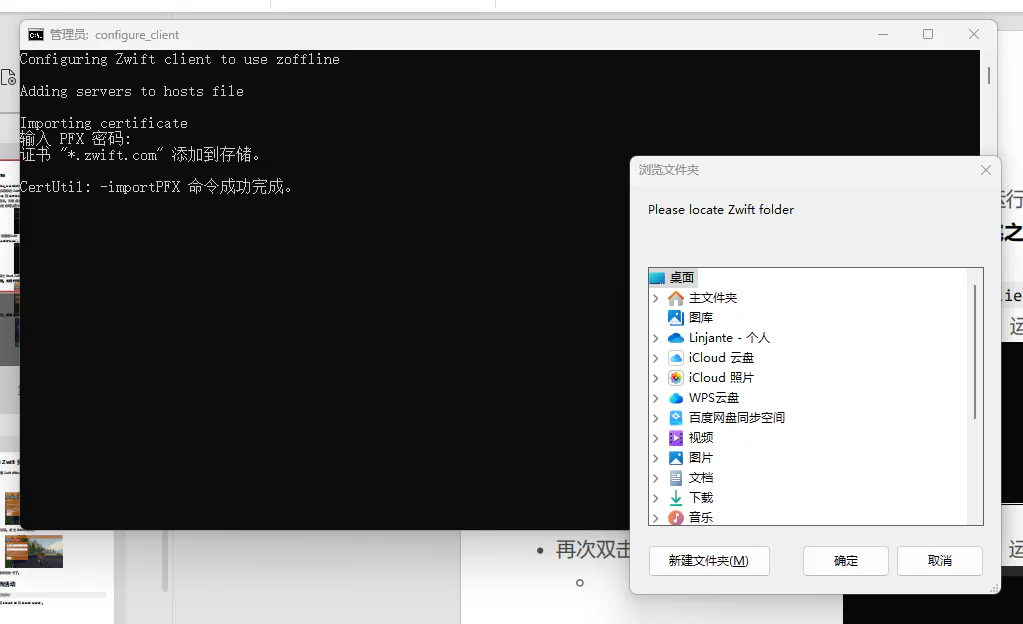 管理员: configure_client
Configuring Zwift client to use zoffline
Adding servers to hosts file
Importing certificate
输入 PFX 密码:
证书 "*.zwift.com" 添加到存储。
CertUtil: -importPFX 命令成功完成。
浏览文件夹
Please locate Zwift folder
桌面
主文件夹
图库
Linjante - 个人
iCloud 云盘
iCloud 照片
WPS云盘
百度网盘同步空间
视频
图片
文档
下载
音乐
新建文件夹(M)
确定
取消
运行
之
lie
运
再次双击
运